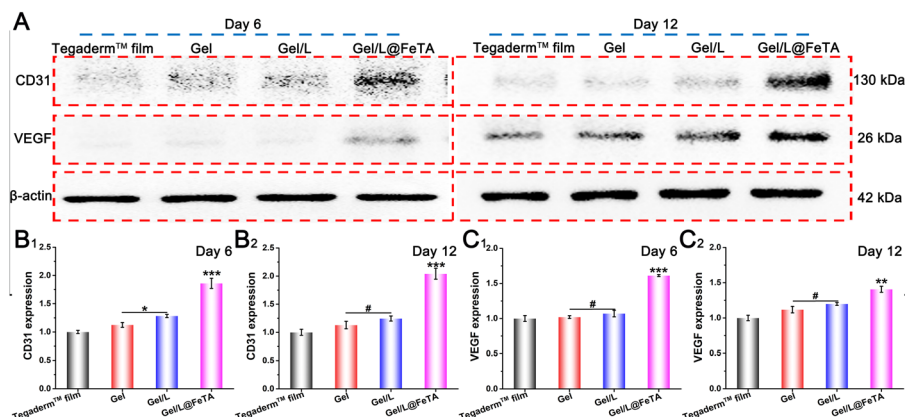 A
Day 6
Day 12
Tegaderm™ film Gel Gel/L Gel/L@FeTA
Tegaderm™ film Gel Gel/L Gel/L@FeTA
CD31 130 kDa
VEGF 26 kDa
β-actin 42 kDa
B1 Day 6
***
*
CD31 expression
2.5
2.0
1.5
1.0
0.5
0.0
Tegaderm™ film Gel Gel/L Gel/L@FeTA
B2 Day 12
***
#
CD31 expression
2.5
2.0
1.5
1.0
0.5
0.0
Tegaderm™ film Gel Gel/L Gel/L@FeTA
C1 Day 6
***
#
VEGF expression
2.0
1.5
1.0
0.5
0.0
Tegaderm™ film Gel Gel/L Gel/L@FeTA
C2 Day 12
**
#
VEGF expression
2.0
1.5
1.0
0.5
0.0
Tegaderm™ film Gel Gel/L Gel/L@FeTA